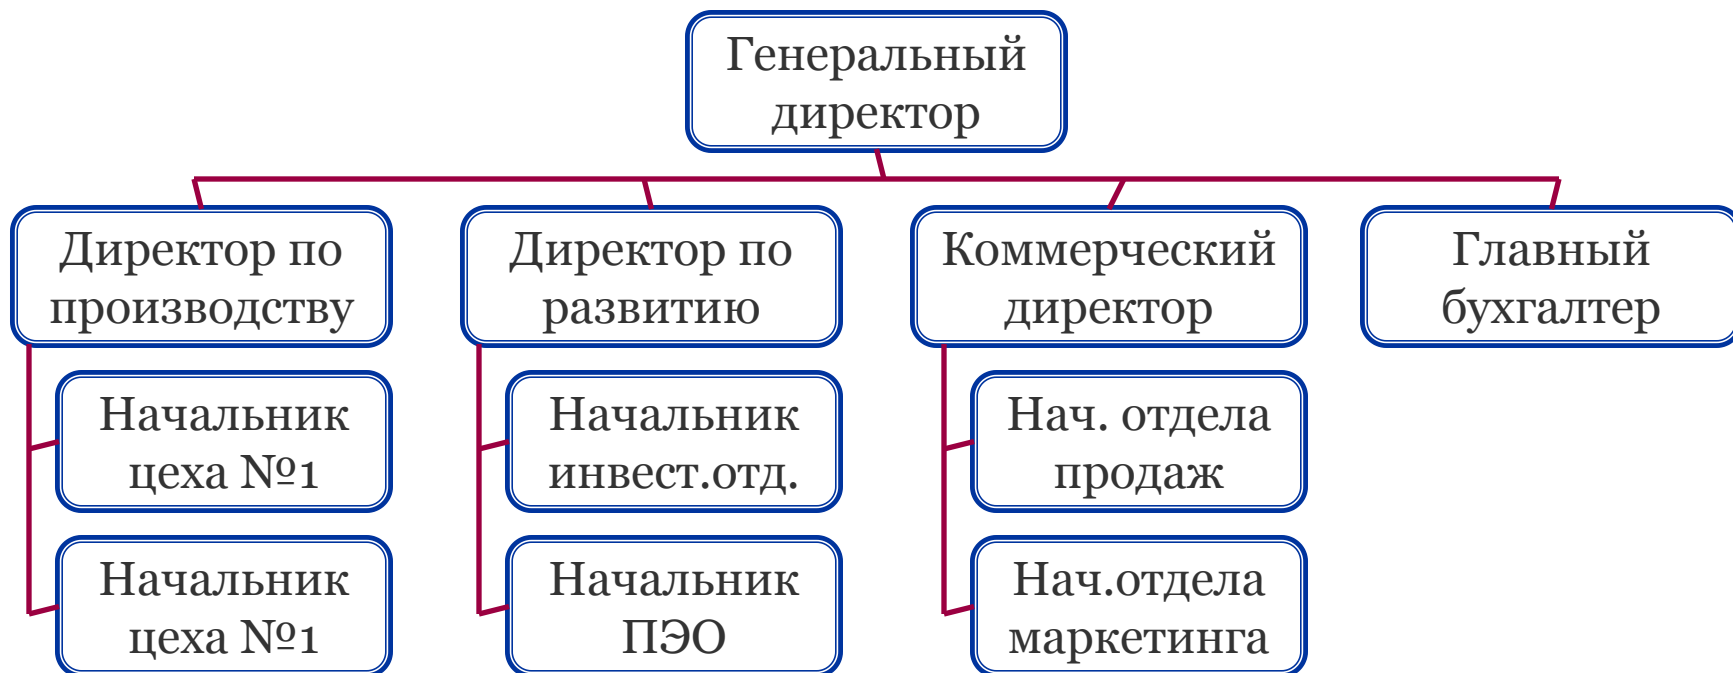 Генеральный
директор
Директор по
производству
Директор по
развитию
Коммерческий
директор
Главный
бухгалтер
Начальник
цеха №1
Начальник
инвест.отд.
Нач. отдела
продаж
Начальник
цеха №1
Начальник
ПЭО
Нач.отдела
маркетинга